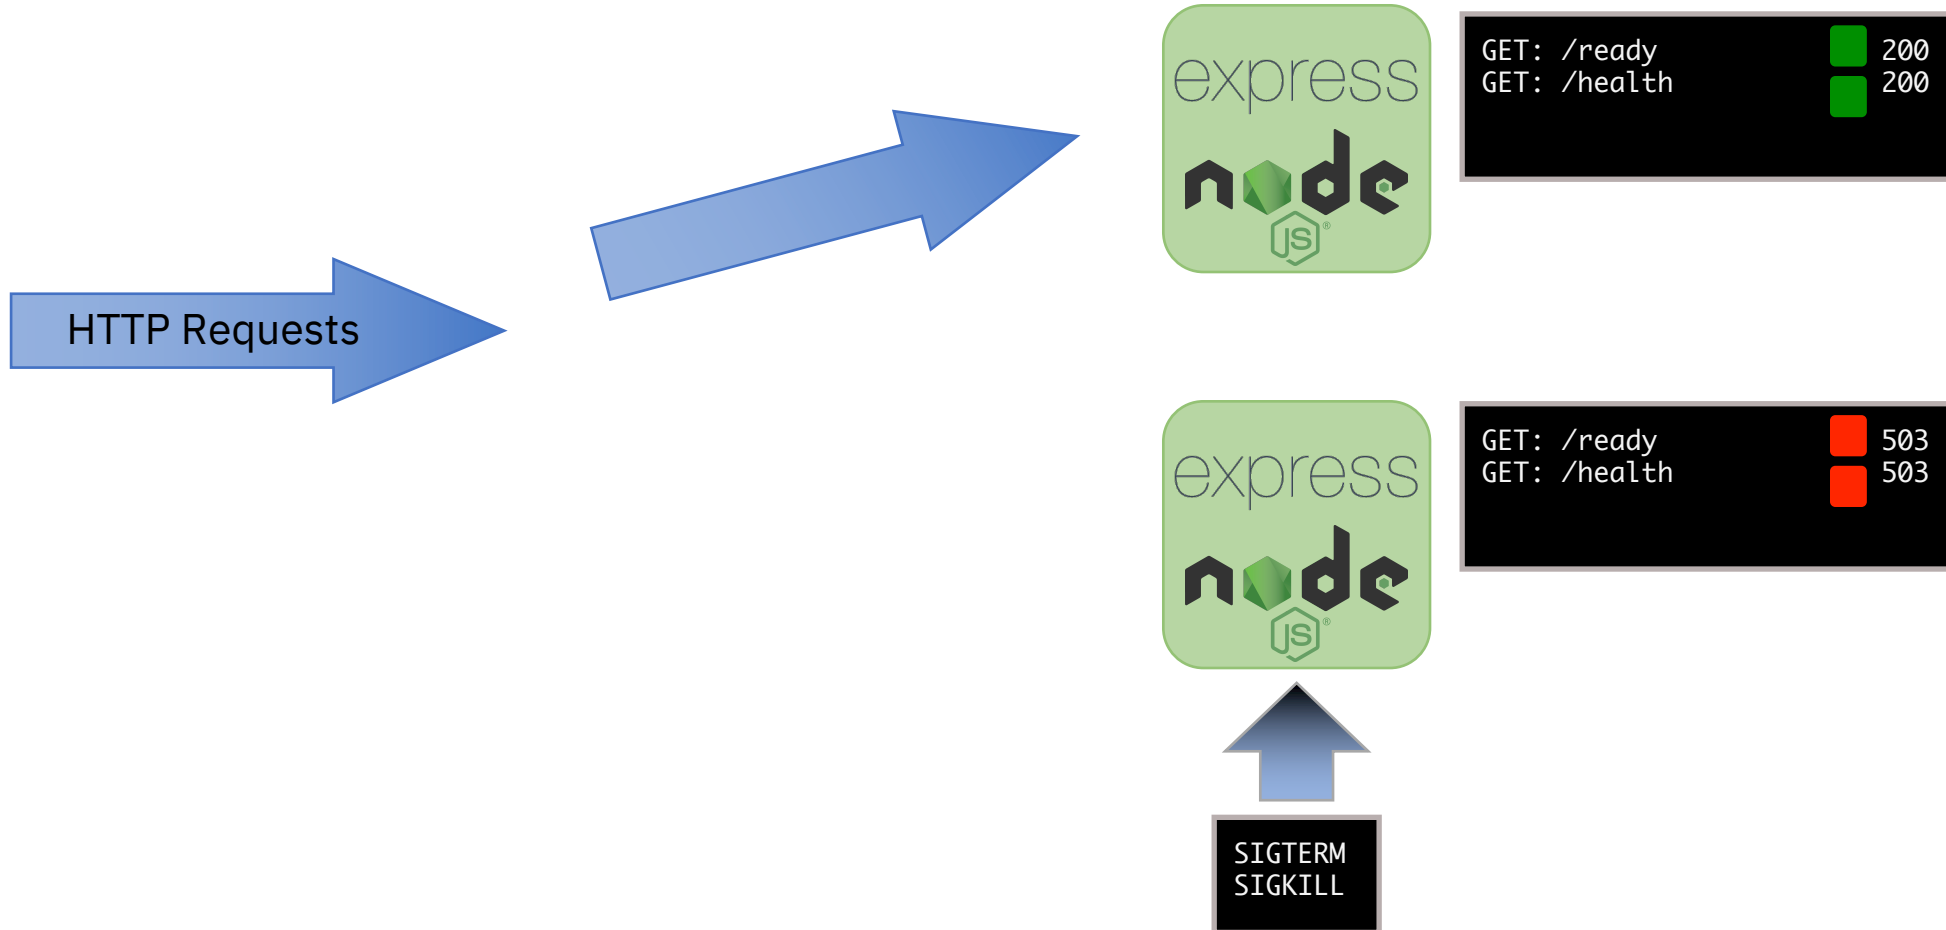 express
node
JS®
GET: /ready 200
GET: /health 200
HTTP Requests
express
node
JS®
GET: /ready 503
GET: /health 503
SIGTERM
SIGKILL